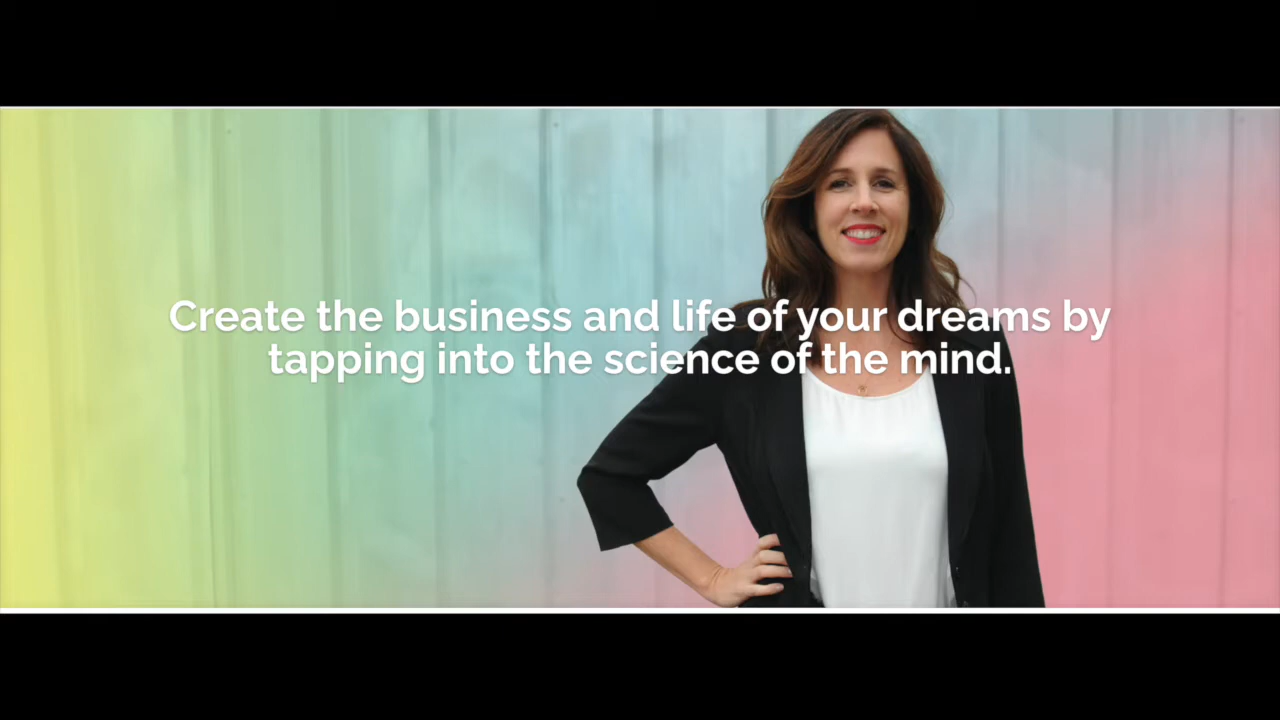 Create the business and life of your dreams by
tapping into the science of the mind.